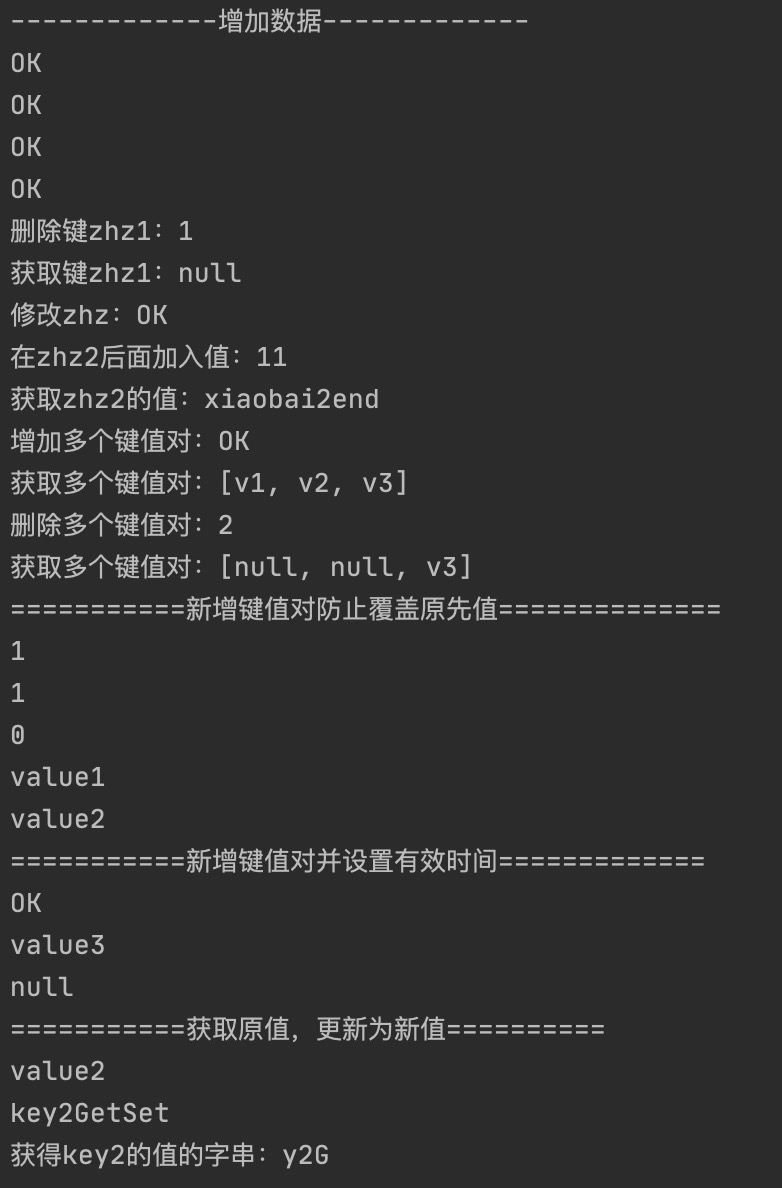 -------------增加数据-------------
OK
OK
OK
OK
删除键zhz1：1
获取键zhz1：null
修改zhz：OK
在zhz2后面加入值：11
获取zhz2的值：xiaobai2end
增加多个键值对：OK
获取多个键值对：[v1, v2, v3]
删除多个键值对：2
获取多个键值对：[null, null, v3]
===========新增键值对防止覆盖原先值==============
1
1
0
value1
value2
===========新增键值对并设置有效时间=============
OK
value3
null
===========获取原值，更新为新值==========
value2
key2GetSet
获得key2的值的字串：y2G